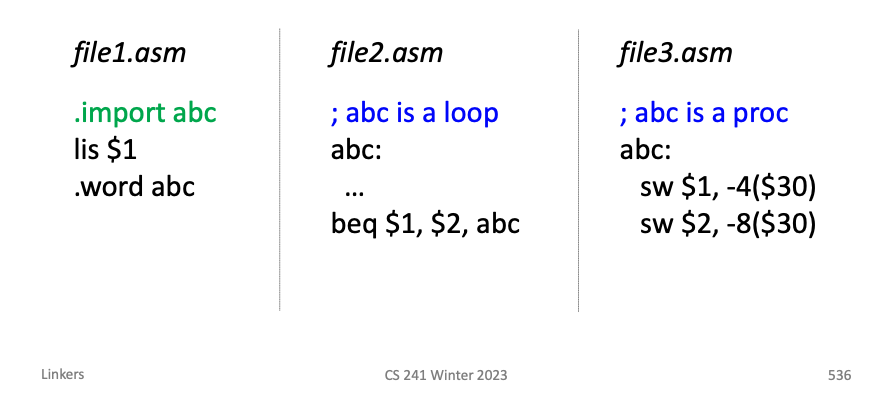 file1.asm
.import abc
lis $1
.word abc
file2.asm
; abc is a loop
abc:
...
beq $1, $2, abc
file3.asm
; abc is a proc
abc:
sw $1, -4($30)
sw $2, -8($30)
Linkers
CS 241 Winter 2023
536